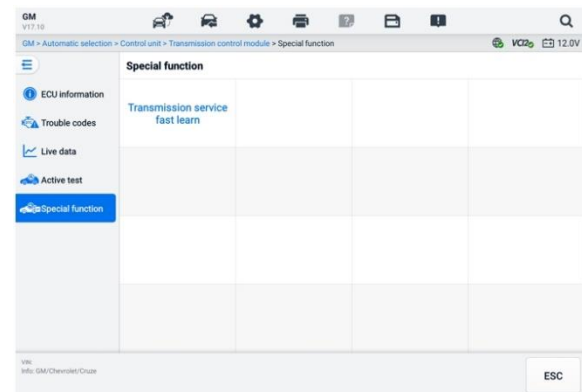 GM
V17.10
GM > Automatic selection > Control unit > Transmission control module > Special function
VCI
12.0V
Special function
ECU information
Trouble codes
Live data
Active test
Special function
Transmission service
fast learn
VIN:
Info: GM/Chevrolet/Cruze
ESC